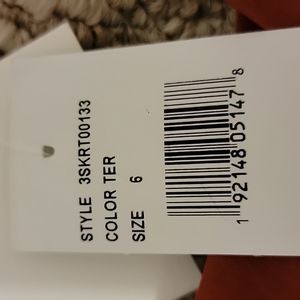 STYLE 3SKRT00133
COLOR TER
SIZE 6
1 92148 05147 8